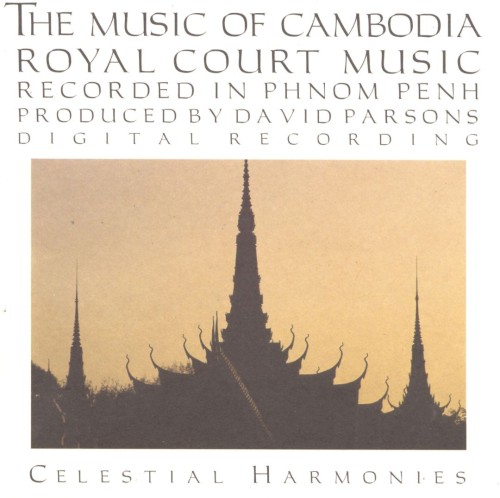 THE MUSIC OF CAMBODIA
ROYAL COURT MUSIC
RECORDED IN PHNOM PENH
PRODUCED BY DAVID PARSONS
DIGITAL RECORDING
CELESTIAL HARMONIES